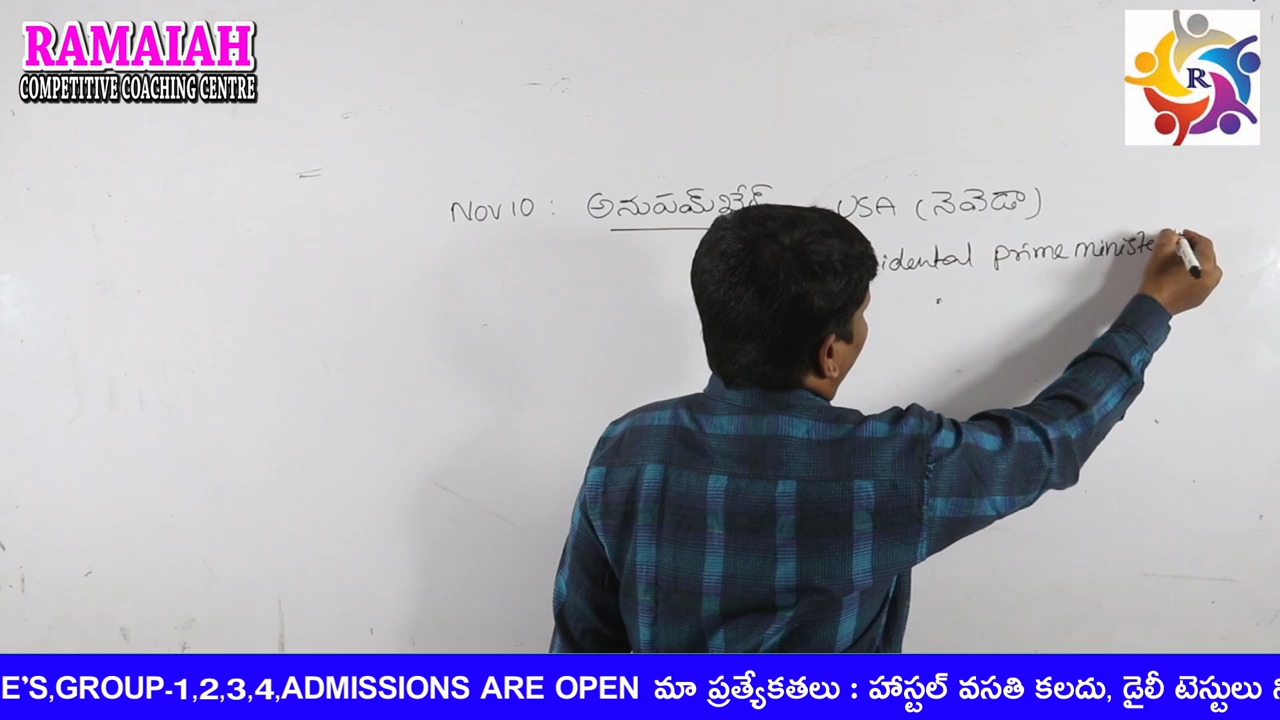 RAMAIAH
COMPETITIVE COACHING CENTRE
R
Nov 10 : అనుపమ్ ఖేర్ - USA (నెవెడా)
idental prime ministe
E'S,GROUP-1,2,3,4,ADMISSIONS ARE OPEN మా ప్రత్యేకతలు : హాస్టల్ వసతి కలదు, డైలీ టెస్టులు